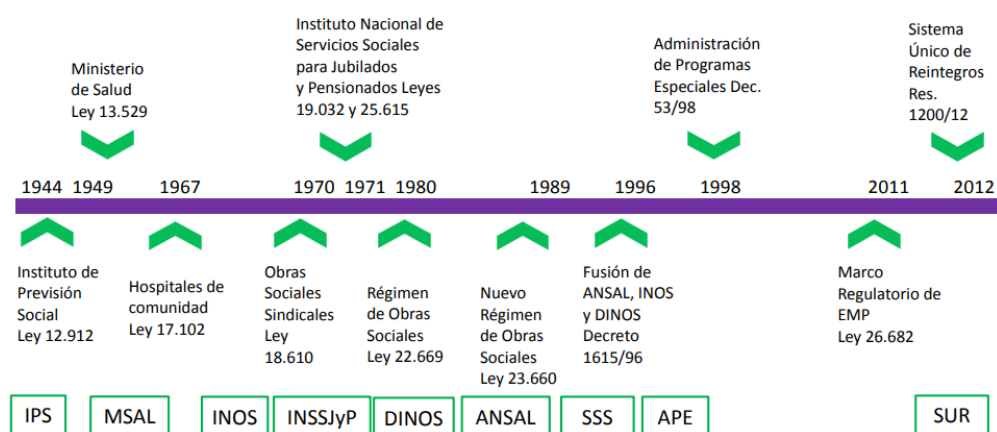 Instituto Nacional de
Servicios Sociales
para Jubilados
y Pensionados Leyes
19.032 y 25.615
Sistema
Único de
Reintegros
Res.
1200/12
Administración
de Programas
Especiales Dec.
53/98
Ministerio
de Salud
Ley 13.529
1944 1949 1967 1970 1971 1980 1989 1996 1998 2011 2012
Instituto de
Previsión
Social
Ley 12.912
Hospitales de
comunidad
Ley 17.102
Obras
Sociales
Sindicales
Ley
18.610
Régimen
de Obras
Sociales
Ley 22.669
Nuevo
Régimen
de Obras
Sociales
Ley 23.660
Fusión de
ANSAL, INOS
y DINOS
Decreto
1615/96
Marco
Regulatorio de
EMP
Ley 26.682
IPS MSAL INOS INSSJyP DINOS ANSAL SSS APE SUR